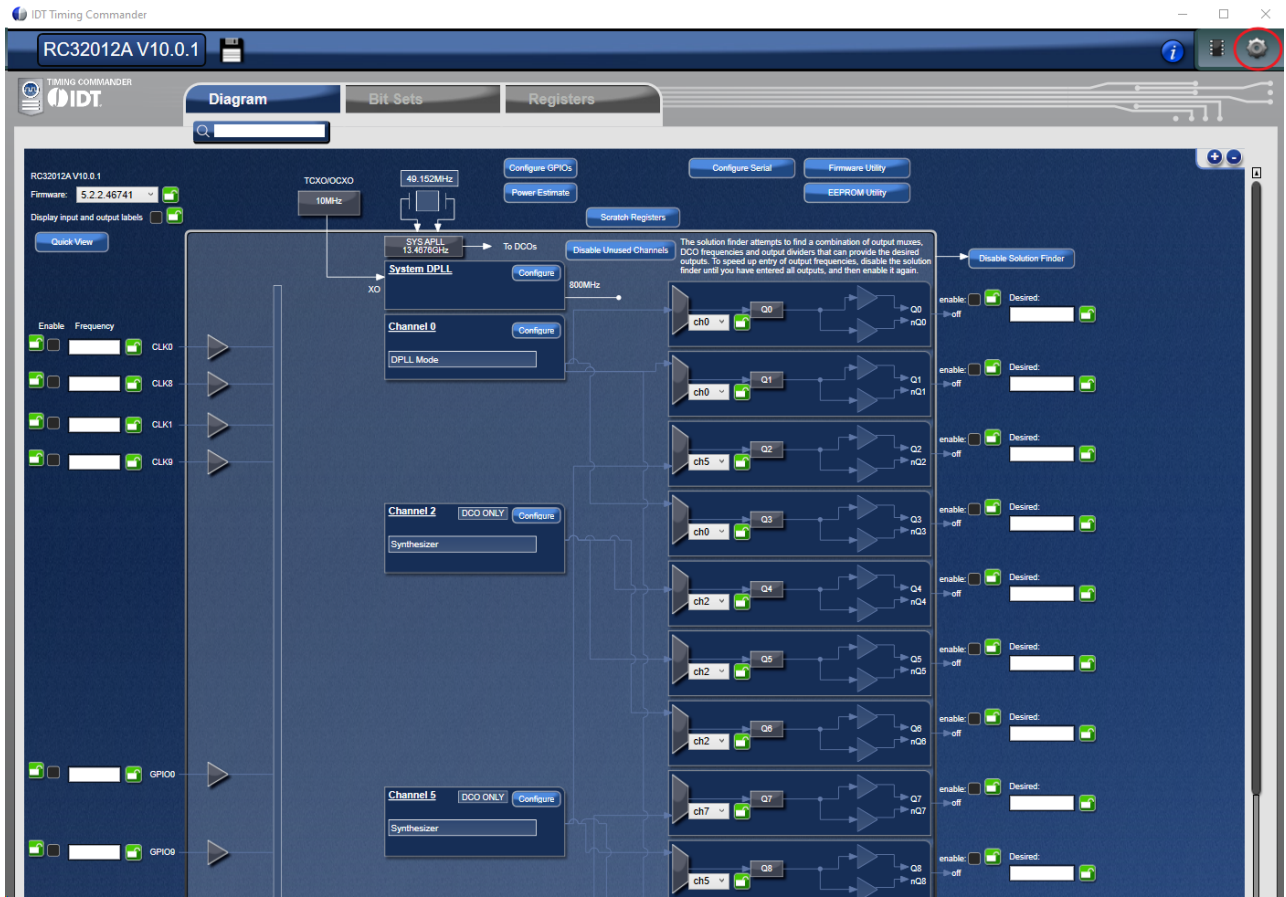 IDT Timing Commander
RC32012A V10.0.1
i
TIMING COMMANDER
IDT.
Diagram
Bit Sets
Registers
RC32012A V10.0.1
Firmware: 5.2.2.46741
Display input and output labels
Quick View
TCXO/OCXO
10MHz
49.152MHz
Configure GPIOs
Power Estimate
Configure Serial
Firmware Utility
EEPROM Utility
Scratch Registers
SYS APLL
13.4676GHz
To DCOs
Disable Unused Channels
The solution finder attempts to find a combination of output muxes,
DCO frequencies and output dividers that can provide the desired
outputs. To speed up entry of output frequencies, disable the solution
finder until you have entered all outputs, and then enable it again.
Disable Solution Finder
System DPLL
Configure
XO
800MHz
Channel 0
Configure
DPLL Mode
Enable Frequency
CLK0
CLK8
CLK1
CLK9
Channel 2 DCO ONLY Configure
Synthesizer
GPIO0
Channel 5 DCO ONLY Configure
Synthesizer
GPIO9
ch0 Q0 Q0 nQ0 enable: off Desired:
ch0 Q1 Q1 nQ1 enable: off Desired:
ch5 Q2 Q2 nQ2 enable: off Desired:
ch0 Q3 Q3 nQ3 enable: off Desired:
ch2 Q4 Q4 nQ4 enable: off Desired:
ch2 Q5 Q5 nQ5 enable: off Desired:
ch2 Q6 Q6 nQ6 enable: off Desired:
ch7 Q7 Q7 nQ7 enable: off Desired:
ch5 Q8 Q8 nQ8 enable: off Desired: